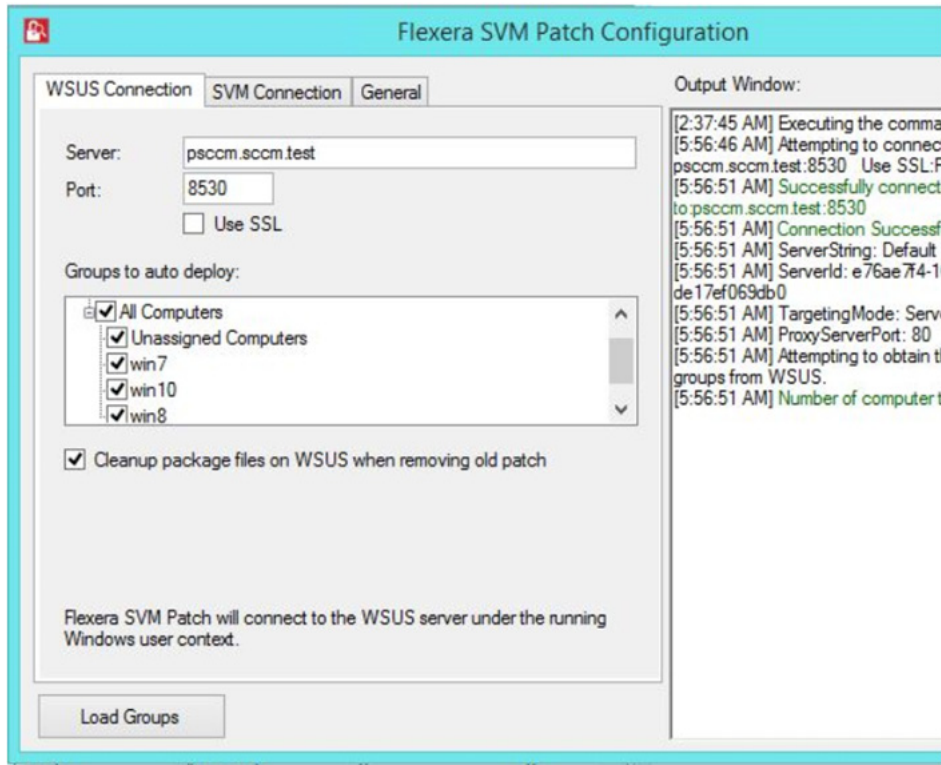 Flexera SVM Patch Configuration
WSUS Connection
SVM Connection
General
Server:
psccm.sccm.test
Port:
8530
Use SSL
Groups to auto deploy:
All Computers
Unassigned Computers
win7
win10
win8
Cleanup package files on WSUS when removing old patch
Flexera SVM Patch will connect to the WSUS server under the running
Windows user context.
Load Groups
Output Window:
[2:37:45 AM] Executing the comma
[5:56:46 AM] Attempting to connec
psccm.sccm.test:8530 Use SSL:F
[5:56:51 AM] Successfully connect
to:psccm.sccm.test:8530
[5:56:51 AM] Connection Successf
[5:56:51 AM] ServerString: Default
[5:56:51 AM] ServerId: e76ae7f4-1
de17ef069db0
[5:56:51 AM] TargetingMode: Serve
[5:56:51 AM] ProxyServerPort: 80
[5:56:51 AM] Attempting to obtain t
groups from WSUS.
[5:56:51 AM] Number of computer t